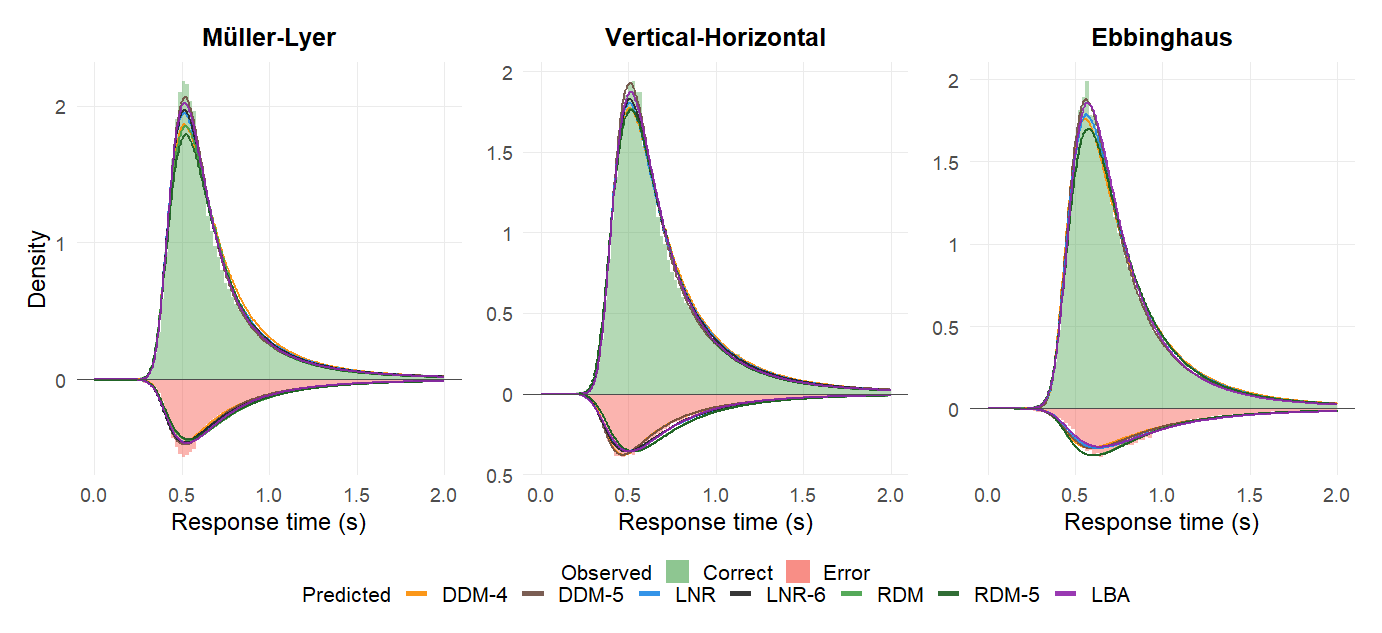 Müller-Lyer
Vertical-Horizontal
Ebbinghaus
Density
2
1
0
0.0 0.5 1.0 1.5 2.0
Response time (s)
2
1.5
1
0.5
0
0.5
0.0 0.5 1.0 1.5 2.0
Response time (s)
2
1.5
1
0.5
0
0.0 0.5 1.0 1.5 2.0
Response time (s)
Observed Correct Error
Predicted DDM-4 DDM-5 LNR LNR-6 RDM RDM-5 LBA